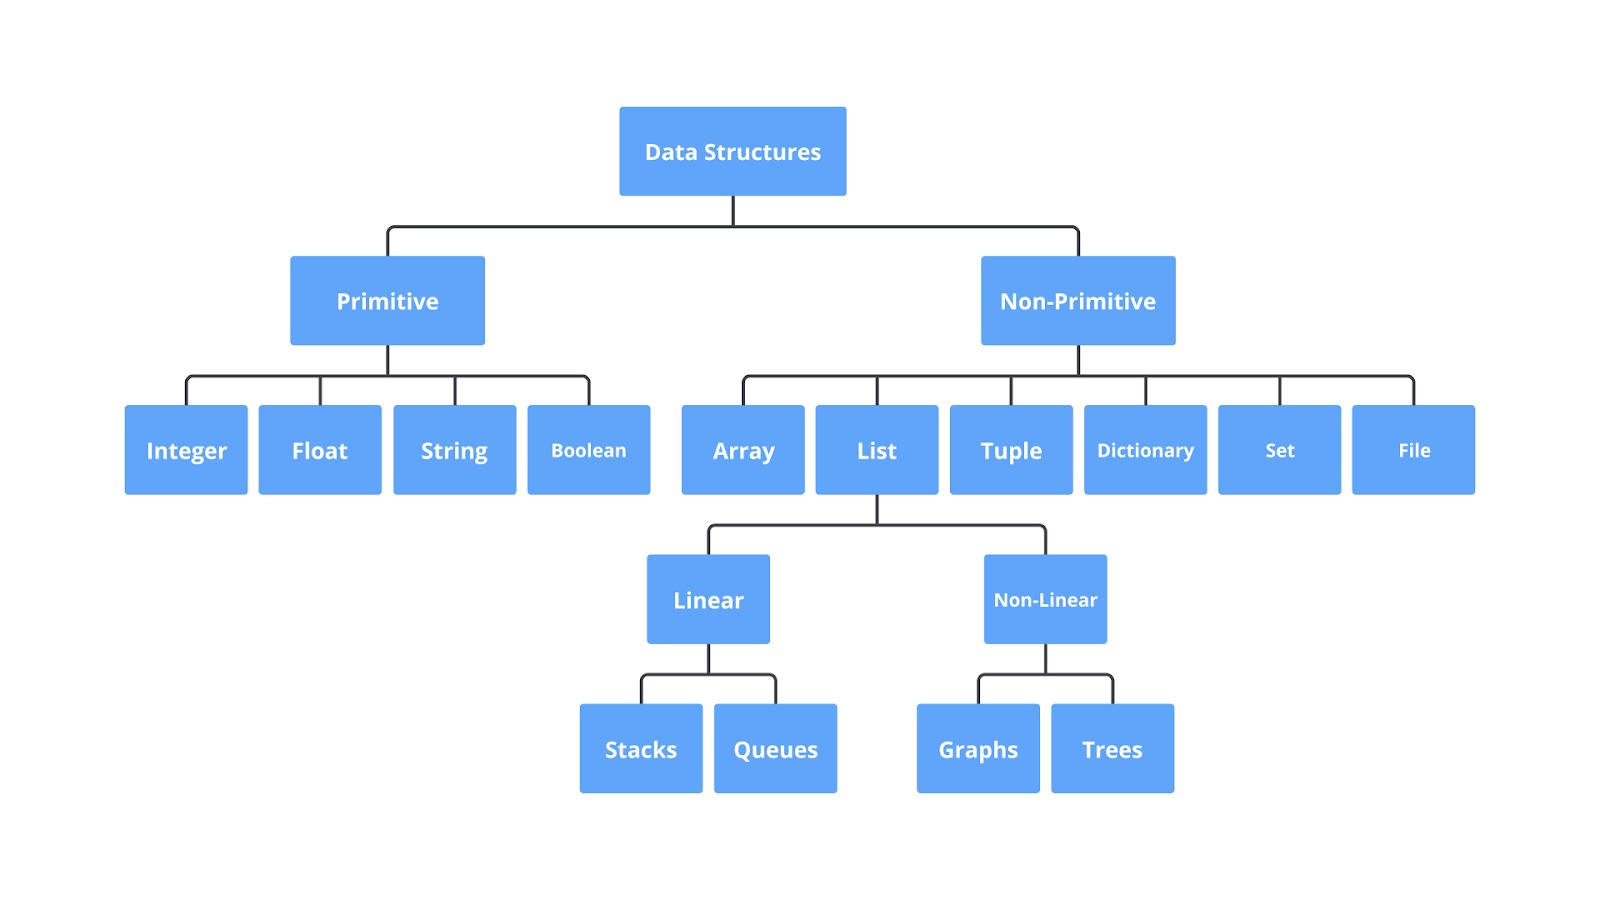 Data Structures
Primitive
Non-Primitive
Integer
Float
String
Boolean
Array
List
Tuple
Dictionary
Set
File
Linear
Non-Linear
Stacks
Queues
Graphs
Trees